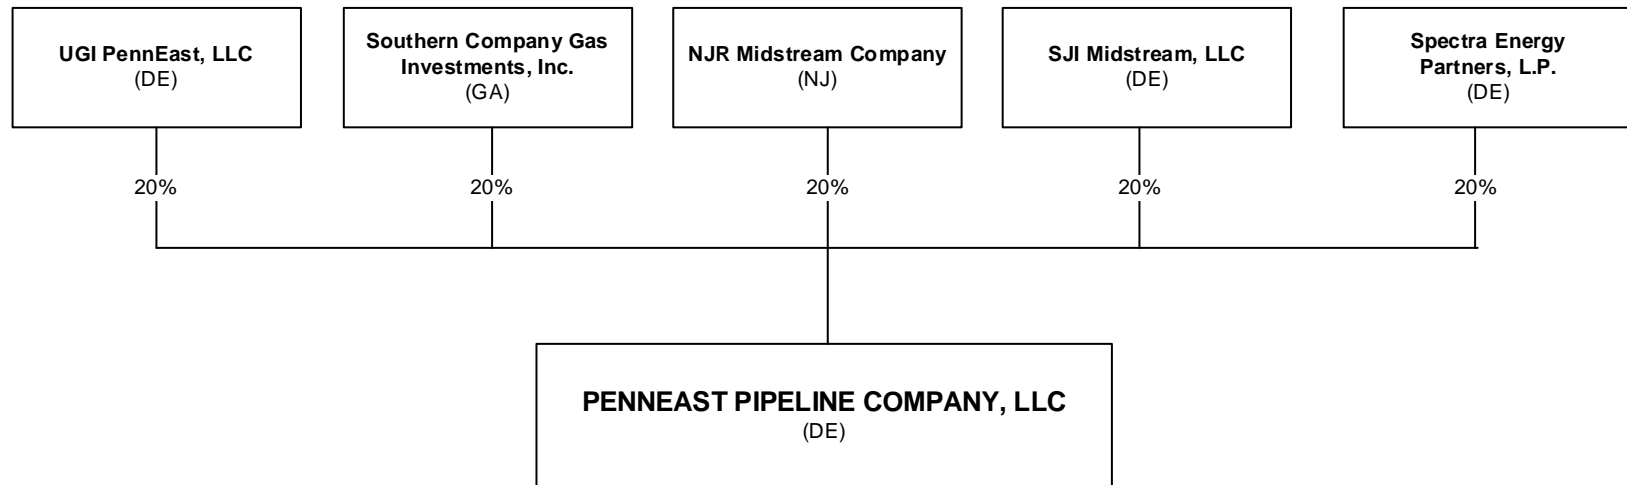 UGI PennEast, LLC
(DE)
Southern Company Gas
Investments, Inc.
(GA)
NJR Midstream Company
(NJ)
SJI Midstream, LLC
(DE)
Spectra Energy
Partners, L.P.
(DE)
20%
20%
20%
20%
20%
PENNEAST PIPELINE COMPANY, LLC
(DE)